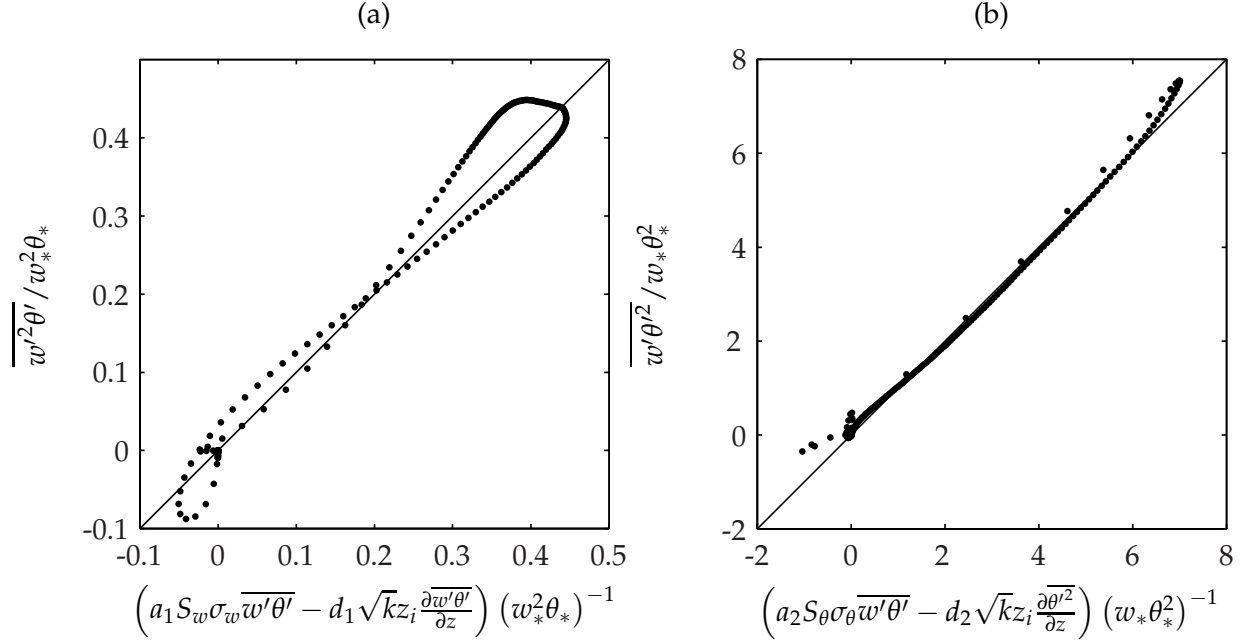 (a)
0.4
0.3
0.2
0.1
0
-0.1
-0.1 0 0.1 0.2 0.3 0.4 0.5
$\overline{w'^2\theta'}/w_*^2\theta_*$
$\left(a_1 S_w \sigma_w \overline{w'\theta'} - d_1 \sqrt{k} z_i \frac{\partial \overline{w'\theta'}}{\partial z}\right) \left(w_*^2\theta_*\right)^{-1}$
(b)
8
6
4
2
0
-2
-2 0 2 4 6 8
$\overline{w'\theta'^2}/w_*\theta_*^2$
$\left(a_2 S_\theta \sigma_\theta \overline{w'\theta'} - d_2 \sqrt{k} z_i \frac{\partial \overline{\theta'^2}}{\partial z}\right) \left(w_*\theta_*^2\right)^{-1}$